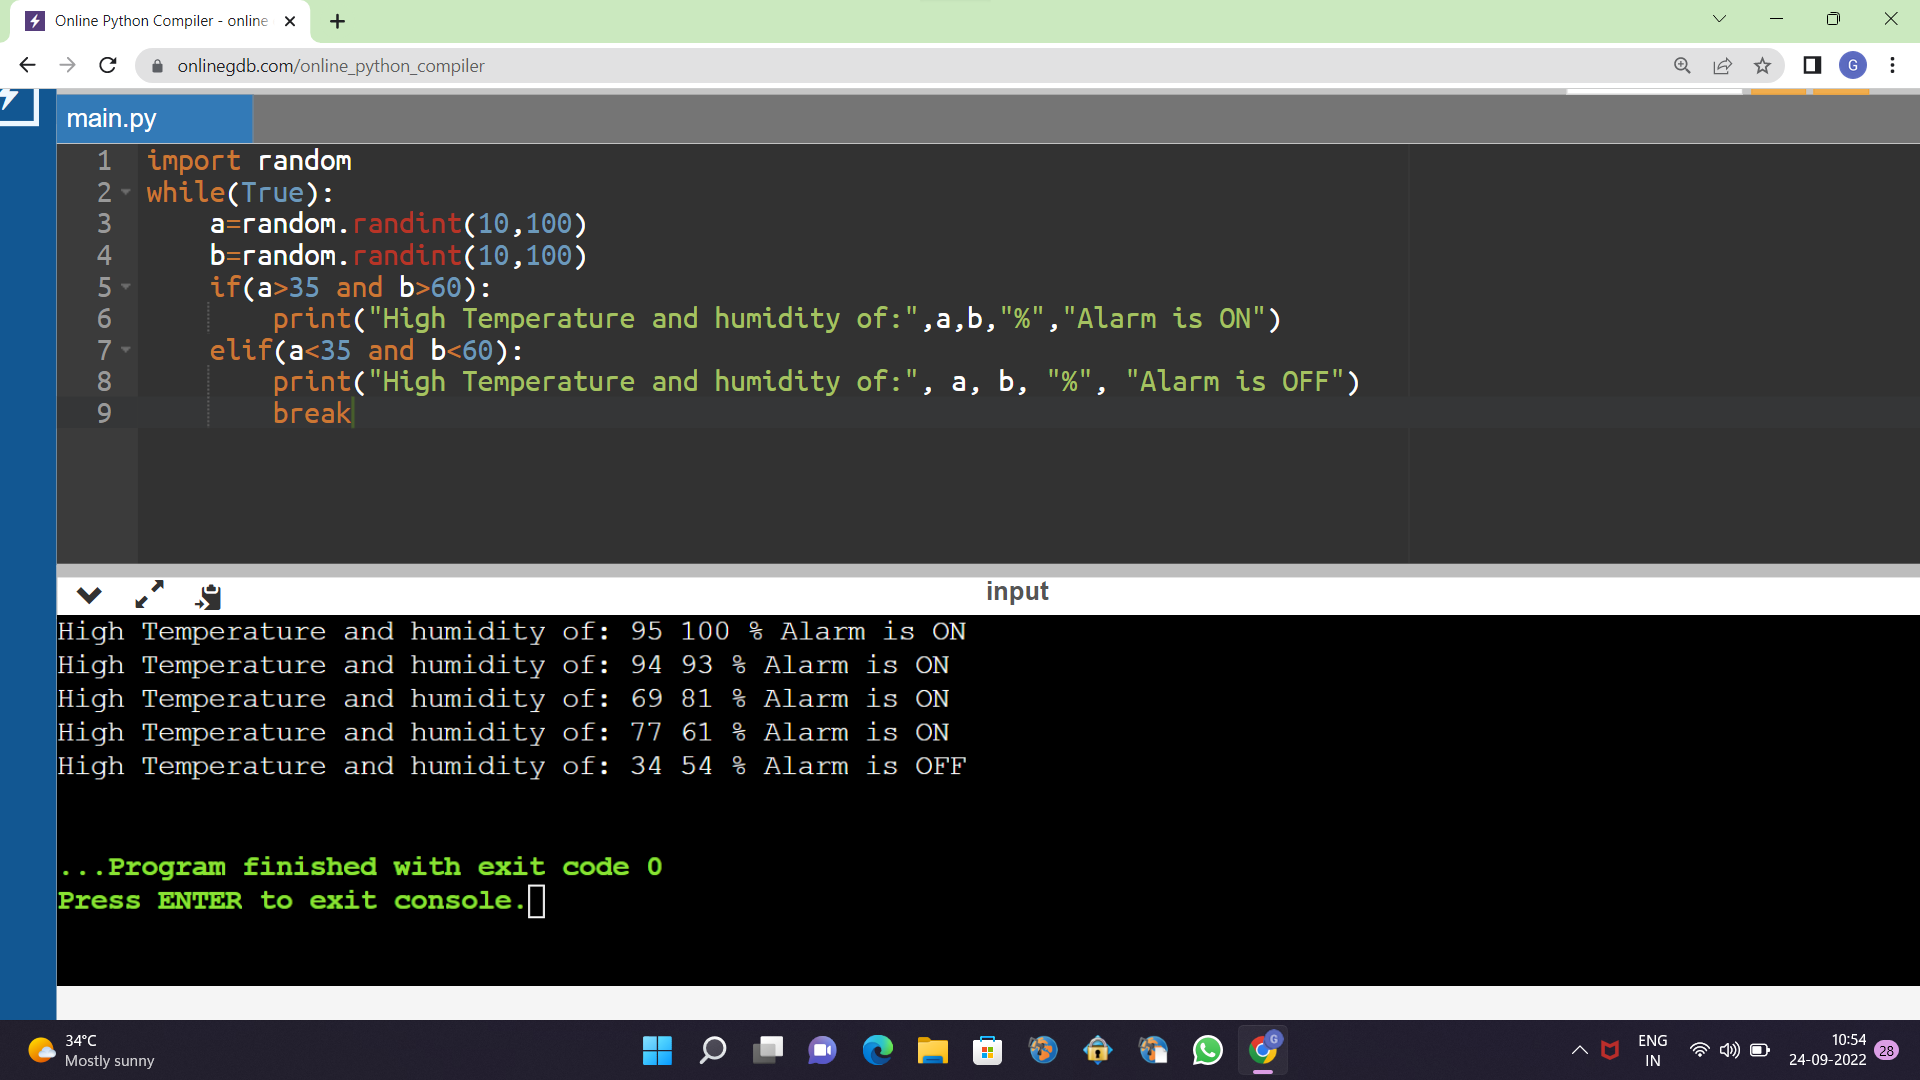 Online Python Compiler - online
onlinegdb.com/online_python_compiler
G
main.py
1 import random
2 while(True):
3     a=random.randint(10,100)
4     b=random.randint(10,100)
5     if(a>35 and b>60):
6         print("High Temperature and humidity of:",a,b,"%","Alarm is ON")
7     elif(a<35 and b<60):
8         print("High Temperature and humidity of:", a, b, "%", "Alarm is OFF")
9         break
input
High Temperature and humidity of: 95 100 % Alarm is ON
High Temperature and humidity of: 94 93 % Alarm is ON
High Temperature and humidity of: 69 81 % Alarm is ON
High Temperature and humidity of: 77 61 % Alarm is ON
High Temperature and humidity of: 34 54 % Alarm is OFF
...Program finished with exit code 0
Press ENTER to exit console.
34°C
Mostly sunny
G
ENG
IN
10:54
24-09-2022
28